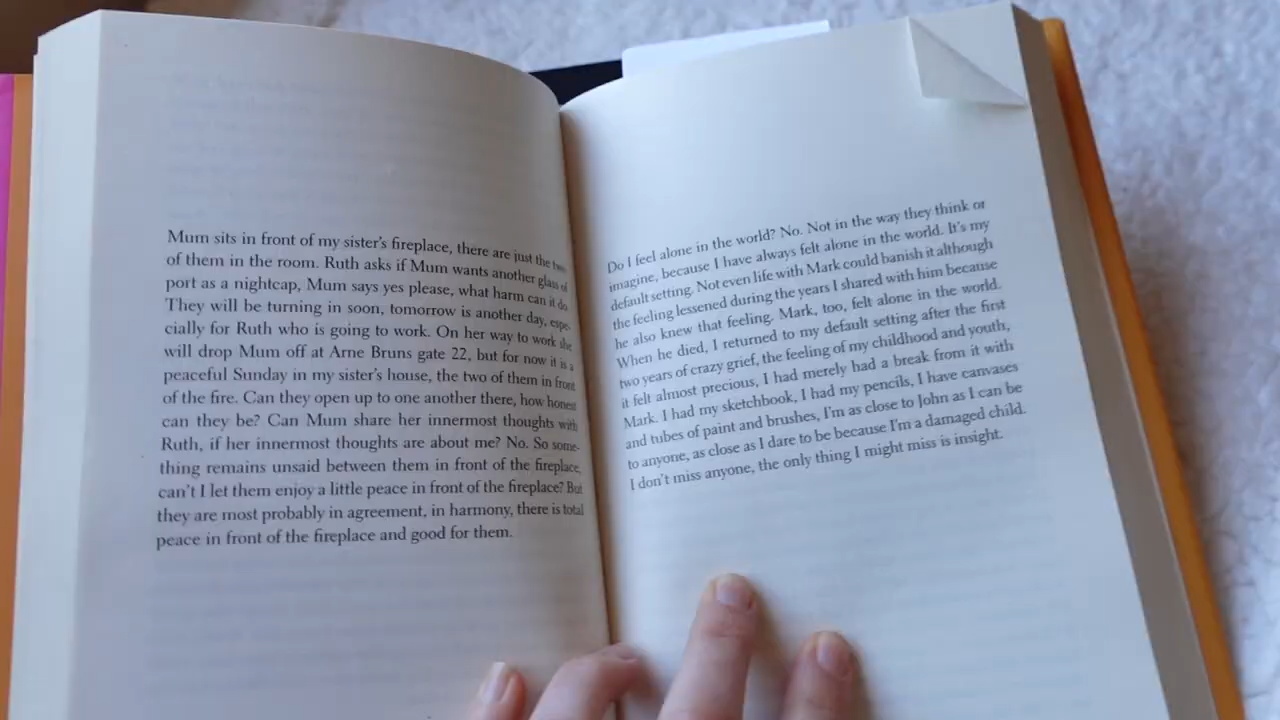 Mum sits in front of my sister's fireplace, there are just the two
of them in the room. Ruth asks if Mum wants another glass of
port as a nightcap, Mum says yes please, what harm can it do
They will be turning in soon, tomorrow is another day, espe-
cially for Ruth who is going to work. On her way to work she
will drop Mum off at Arne Bruns gate 22, but for now it is a
peaceful Sunday in my sister's house, the two of them in front
of the fire. Can they open up to one another there, how honest
can they be? Can Mum share her innermost thoughts with
Ruth, if her innermost thoughts are about me? No. So some-
thing remains unsaid between them in front of the fireplace,
can't I let them enjoy a little peace in front of the fireplace? But
they are most probably in agreement, in harmony, there is total
peace in front of the fireplace and good for them.
Do I feel alone in the world? No. Not in the way they think or
imagine, because I have always felt alone in the world. It's my
default setting. Not even life with Mark could banish it although
the feeling lessened during the years I shared with him because
he also knew that feeling. Mark, too, felt alone in the world.
When he died, I returned to my default setting after the first
two years of crazy grief, the feeling of my childhood and youth,
it felt almost precious, I had merely had a break from it with
Mark. I had my sketchbook, I had my pencils, I have canvases
and tubes of paint and brushes, I'm as close to John as I can be
to anyone, as close as I dare to be because I'm a damaged child.
I don't miss anyone, the only thing I might miss is insight.